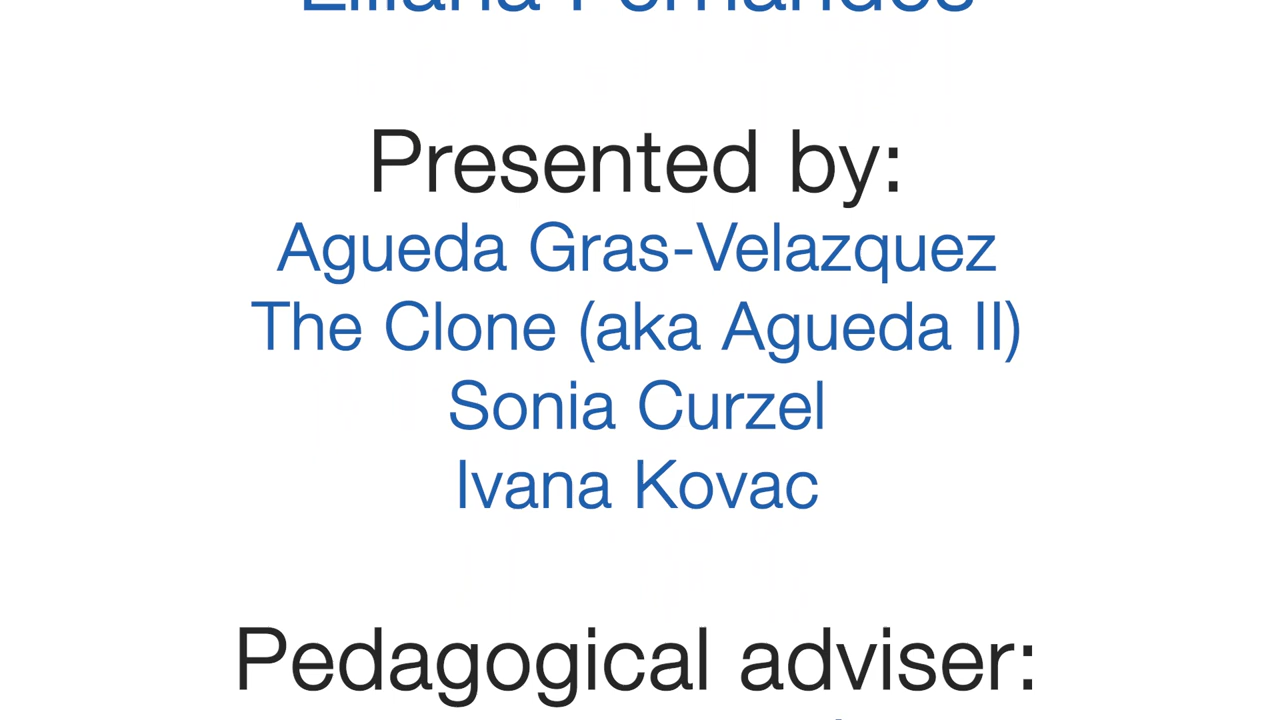 Presented by:
Agueda Gras-Velazquez
The Clone (aka Agueda II)
Sonia Curzel
Ivana Kovac
Pedagogical adviser: